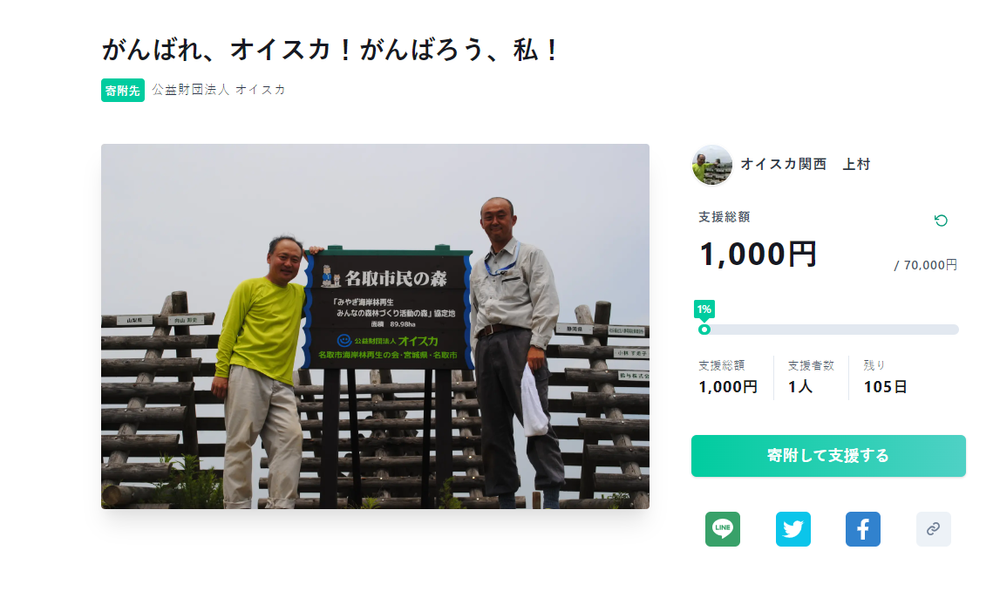 がんばれ、オイスカ！がんばろう、私！
寄附先 公益財団法人 オイスカ
名取市民の森
「みやぎ海岸林再生
みんなの森林づくり活動の森」協定地
面積 89.98ha
公益財団法人 オイスカ
名取市海岸林再生の会・宮城県・名取市
山梨県
静岡県
オイスカ関西　上村
支援総額
1,000円
/ 70,000円
1%
支援総額 支援者数 残り
1,000円 1人 105日
寄附して支援する
LINE